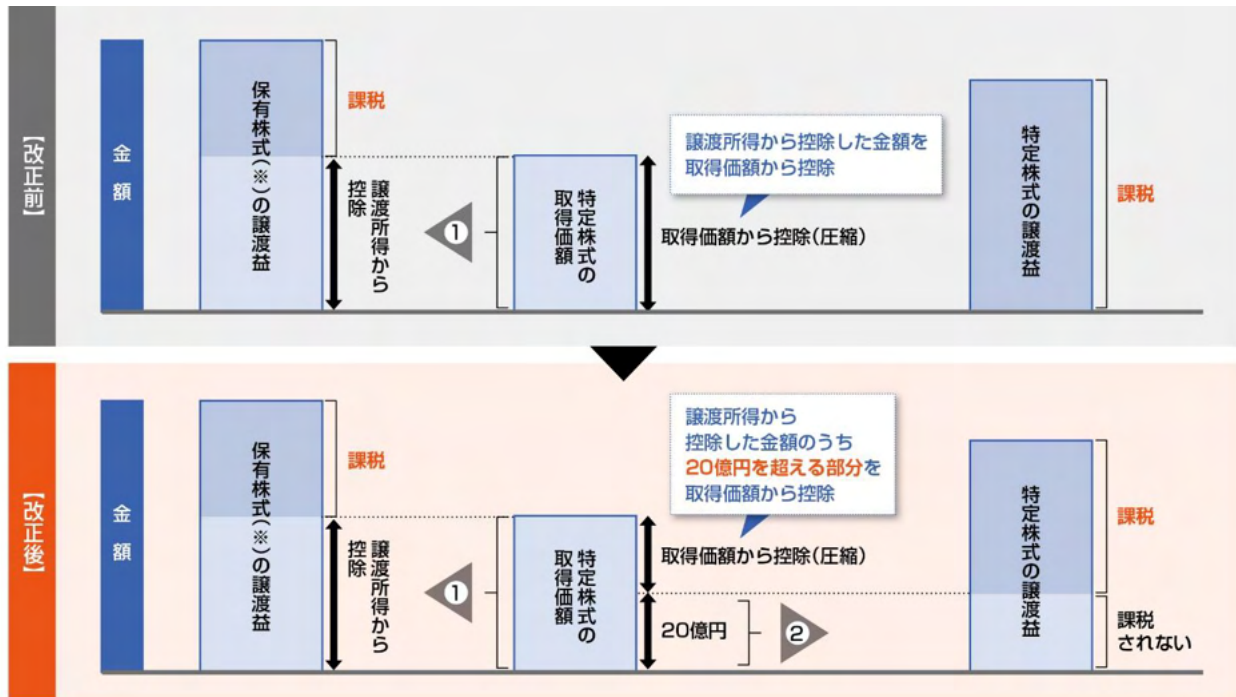 【改正前】
金額
保有株式(※)の譲渡益
課税
譲渡所得から
控除
1
特定株式の
取得価額
譲渡所得から控除した金額を
取得価額から控除
取得価額から控除(圧縮)
特定株式の譲渡益
課税
【改正後】
金額
保有株式(※)の譲渡益
課税
譲渡所得から
控除
1
特定株式の
取得価額
譲渡所得から
控除した金額のうち
20億円を超える部分を
取得価額から控除
取得価額から控除(圧縮)
20億円
2
特定株式の譲渡益
課税
課税
されない